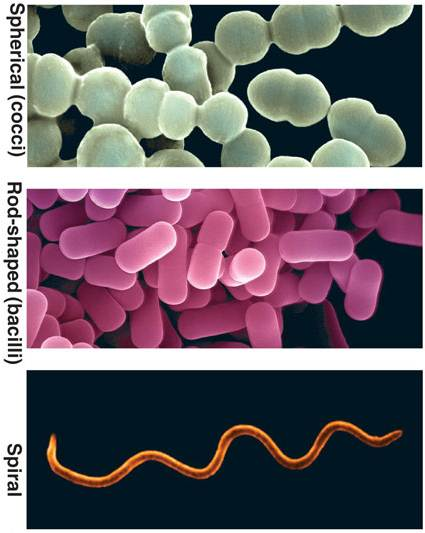 Spherical (cocci)
Rod-shaped (bacilli)
Spiral